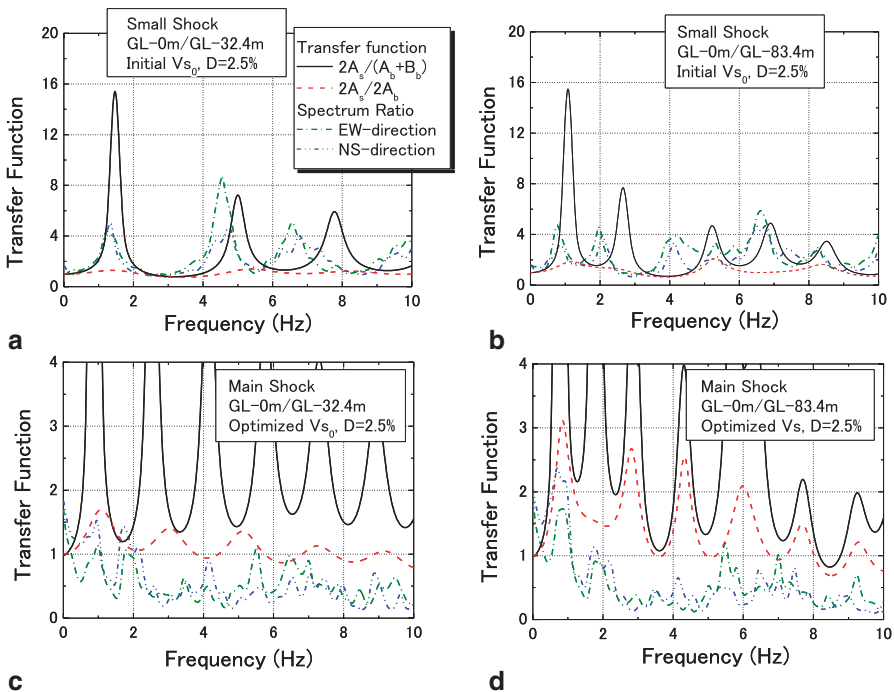 Small Shock
GL-0m/GL-32.4m
Initial Vs0, D=2.5%
Transfer function
2As/(Ab+Bb)
2As/2Ab
Spectrum Ratio
EW-direction
NS-direction
Transfer Function
20
16
12
8
4
0
0 2 4 6 8 10
Frequency (Hz)
a
Small Shock
GL-0m/GL-83.4m
Initial Vs0, D=2.5%
Transfer Function
20
16
12
8
4
0
0 2 4 6 8 10
Frequency (Hz)
b
Main Shock
GL-0m/GL-32.4m
Optimized Vs0, D=2.5%
Transfer Function
4
3
2
1
0
0 2 4 6 8 10
Frequency (Hz)
c
Main Shock
GL-0m/GL-83.4m
Optimized Vs, D=2.5%
Transfer Function
4
3
2
1
0
0 2 4 6 8 10
Frequency (Hz)
d